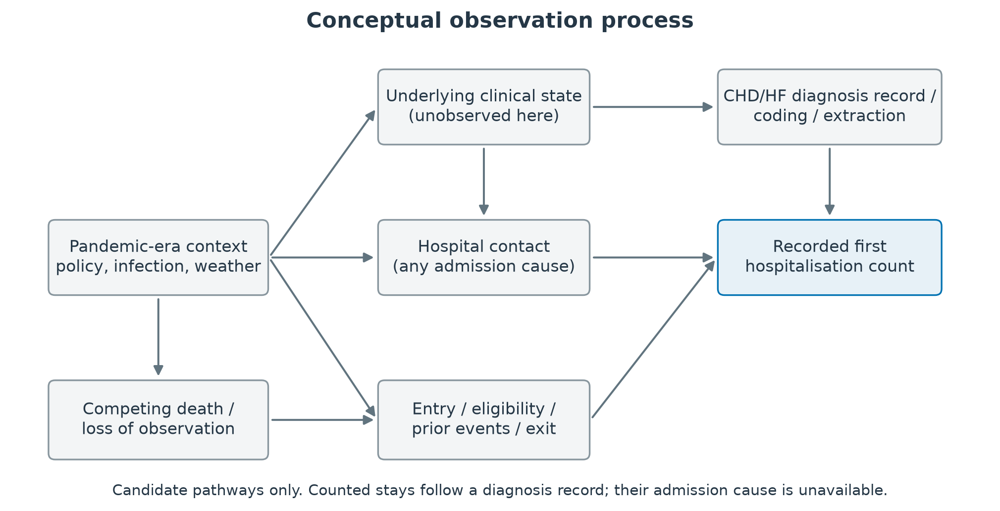 Conceptual observation process
Underlying clinical state
(unobserved here)
CHD/HF diagnosis record /
coding / extraction
Pandemic-era context
policy, infection, weather
Hospital contact
(any admission cause)
Recorded first
hospitalisation count
Competing death /
loss of observation
Entry / eligibility /
prior events / exit
Candidate pathways only. Counted stays follow a diagnosis record; their admission cause is unavailable.